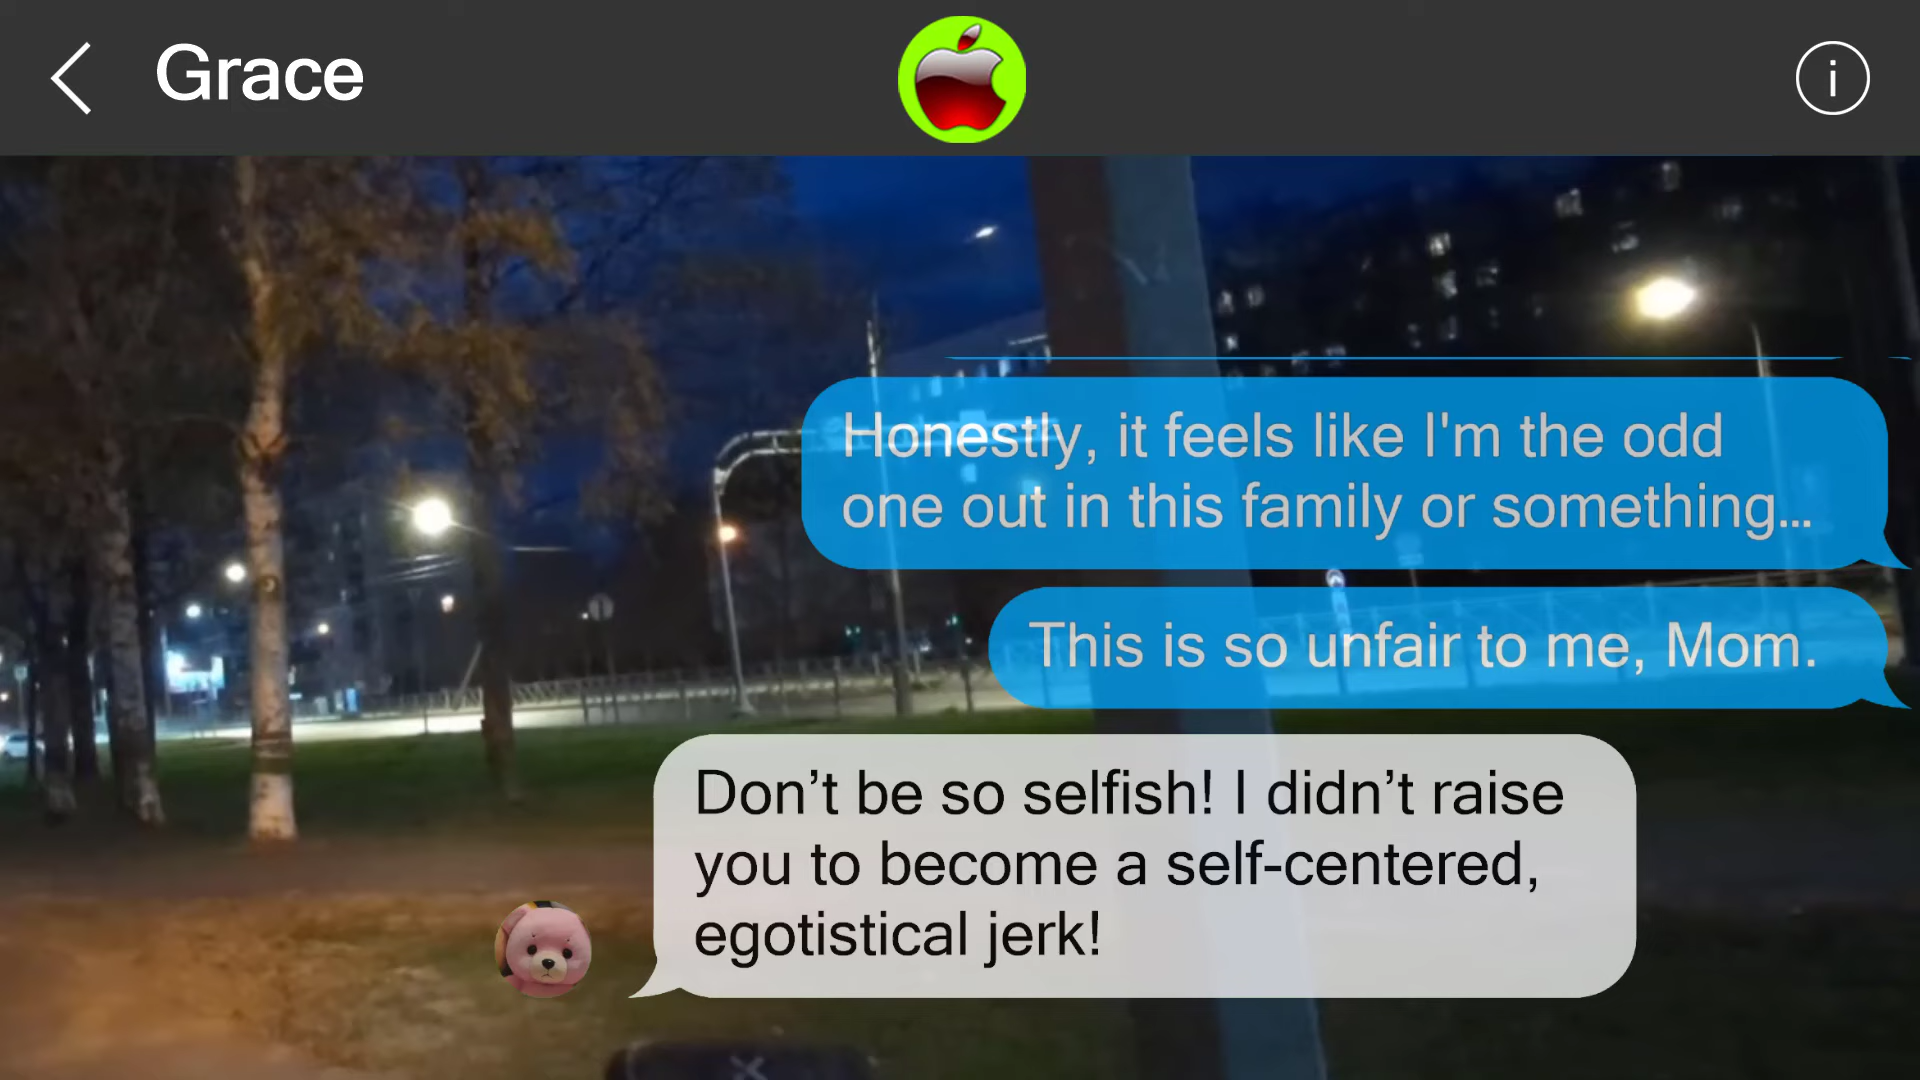 Grace
Honestly, it feels like I'm the odd
one out in this family or something...
This is so unfair to me, Mom.
Don’t be so selfish! I didn’t raise
you to become a self-centered,
egotistical jerk!